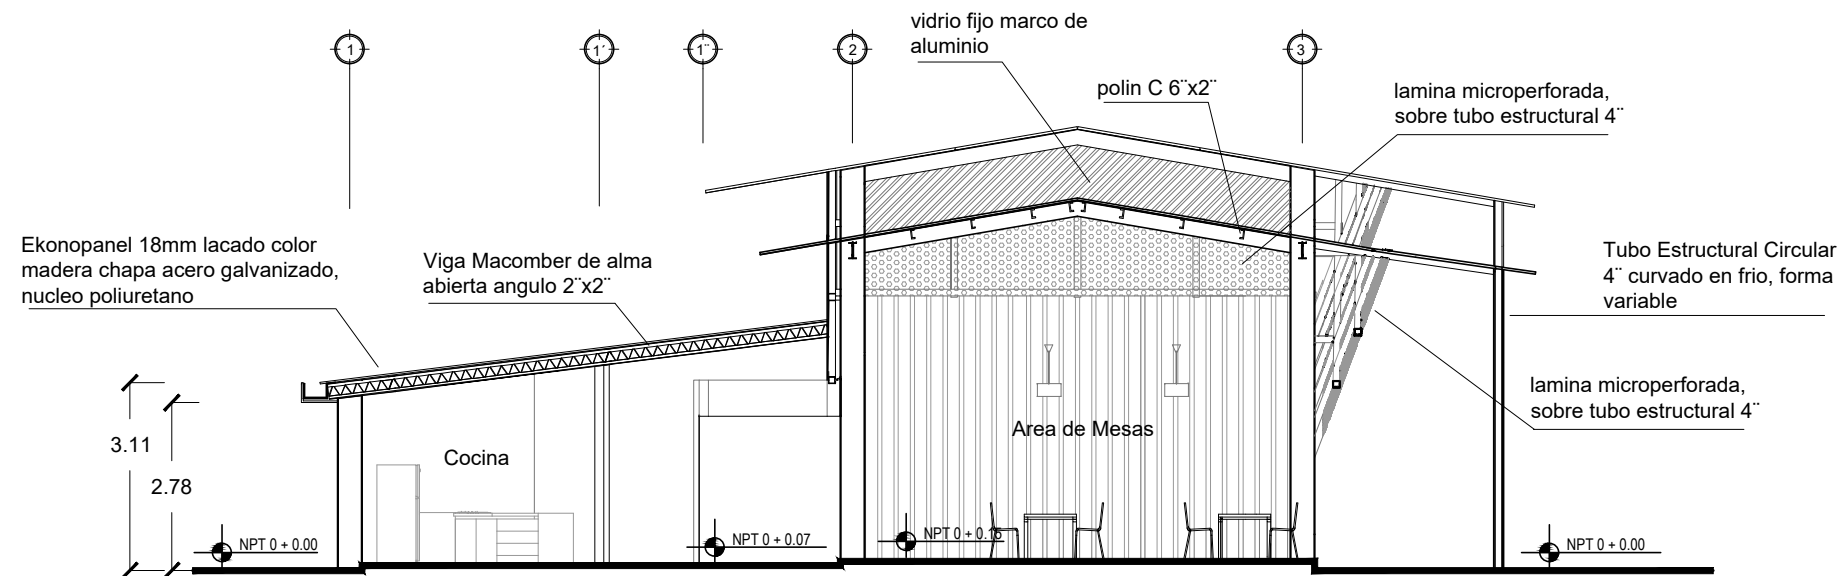 1
1´
1¨
2
3
vidrio fijo marco de
aluminio
polin C 6¨x2¨
lamina microperforada,
sobre tubo estructural 4¨
Ekonopanel 18mm lacado color
madera chapa acero galvanizado,
nucleo poliuretano
Viga Macomber de alma
abierta angulo 2¨x2¨
Tubo Estructural Circular
4¨ curvado en frio, forma
variable
lamina microperforada,
sobre tubo estructural 4¨
3.11
2.78
Cocina
Area de Mesas
NPT 0 + 0.00
NPT 0 + 0.07
NPT 0 + 0.15
NPT 0 + 0.00